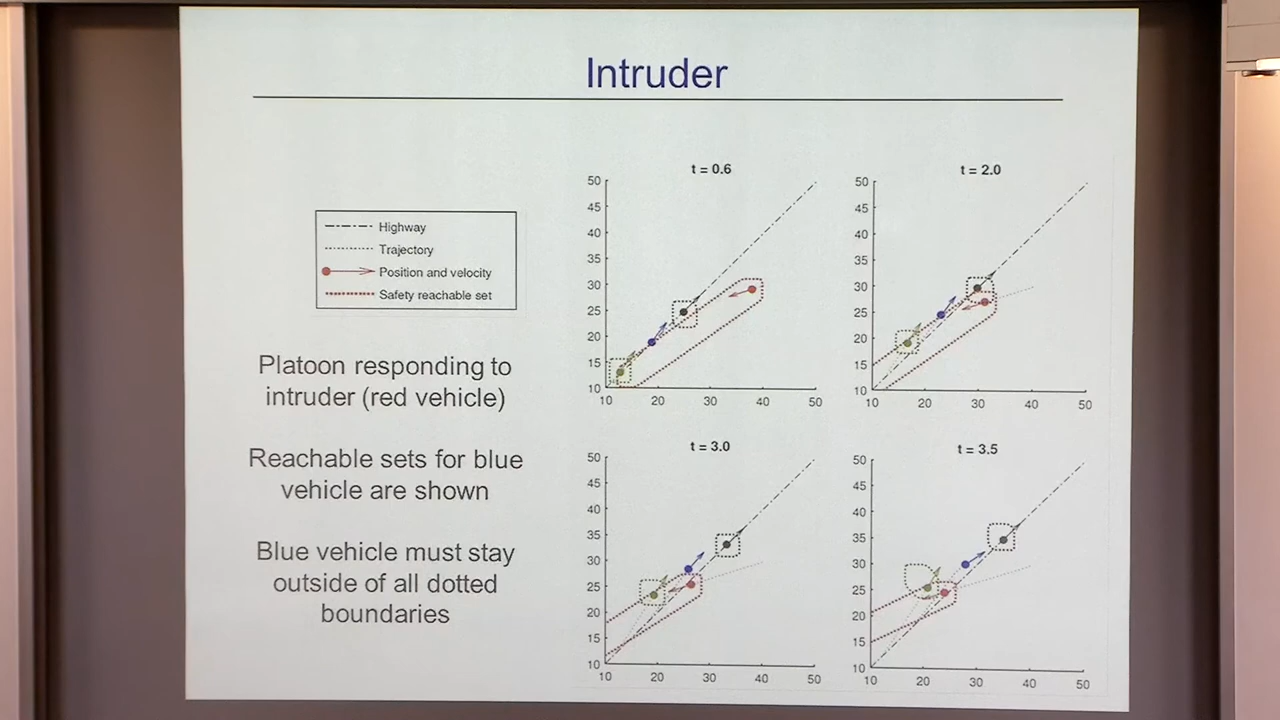 Intruder
Highway
Trajectory
Position and velocity
Safety reachable set
Platoon responding to
intruder (red vehicle)
Reachable sets for blue
vehicle are shown
Blue vehicle must stay
outside of all dotted
boundaries
t = 0.6
50
45
40
35
30
25
20
15
10
10 20 30 40 50
t = 2.0
50
45
40
35
30
25
20
15
10
10 20 30 40 50
t = 3.0
50
45
40
35
30
25
20
15
10
10 20 30 40 50
t = 3.5
50
45
40
35
30
25
20
15
10
10 20 30 40 50